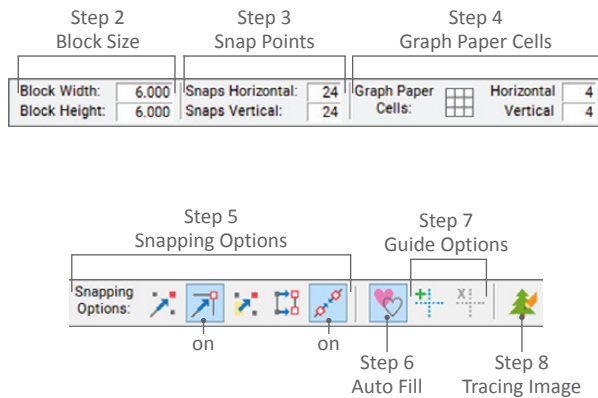 Step 2 Step 3 Step 4
Block Size Snap Points Graph Paper Cells
Block Width: 6.000 Snaps Horizontal: 24 Graph Paper Horizontal 4
Block Height: 6.000 Snaps Vertical: 24 Cells: Vertical 4
Step 5 Step 7
Snapping Options Guide Options
Snapping
Options:
on on
Step 6 Step 8
Auto Fill Tracing Image